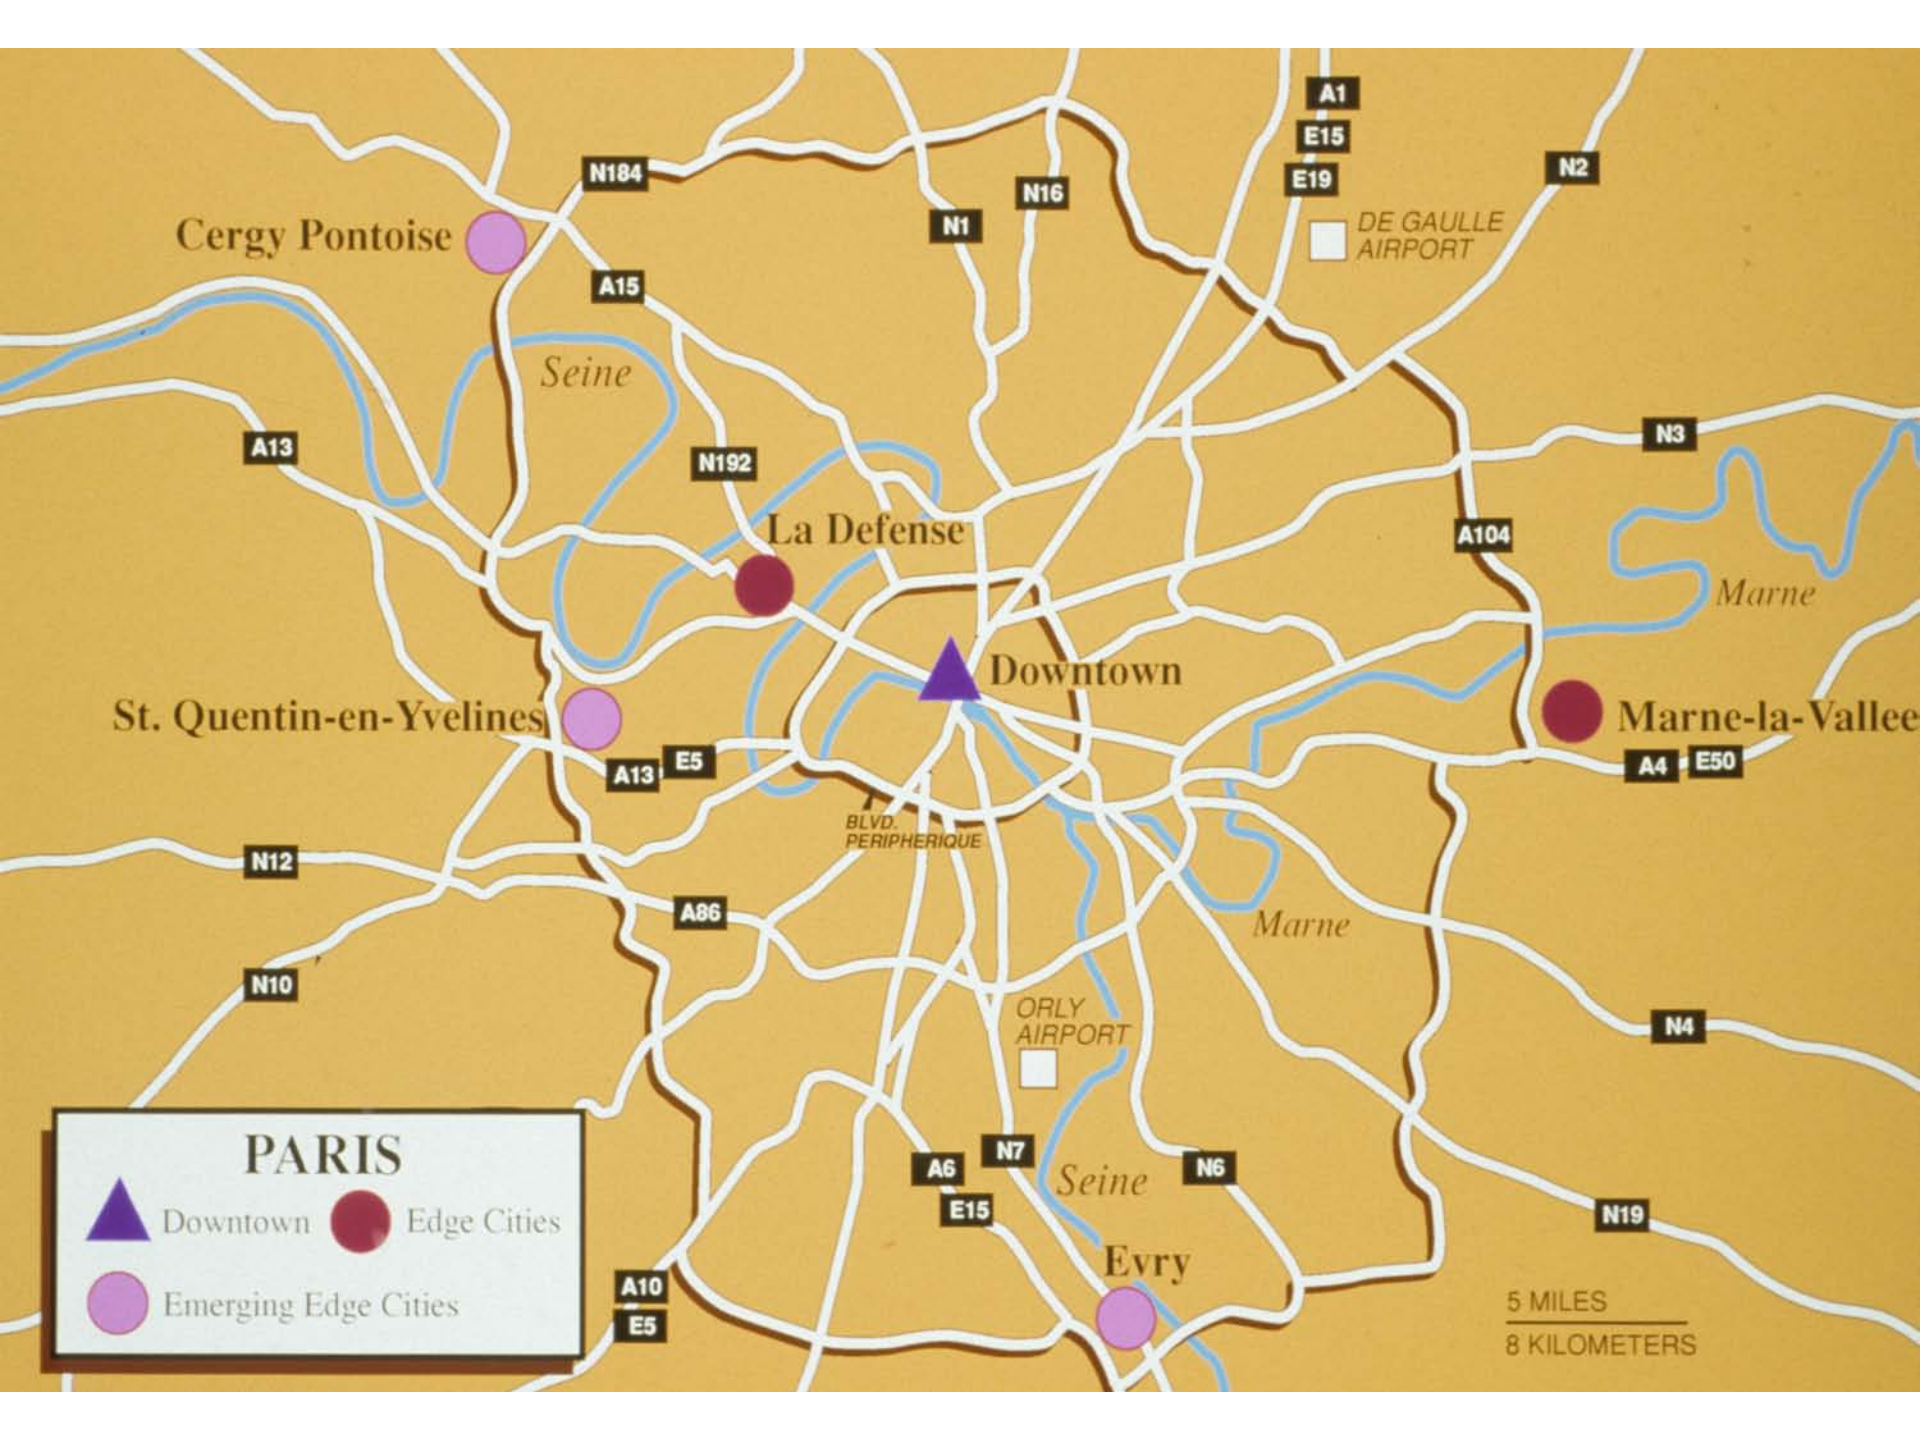 A1
E15
E19
N2
N184
N16
N1
DE GAULLE
AIRPORT
Cergy Pontoise
A15
Seine
A13
N192
N3
La Defense
A104
Marne
Downtown
St. Quentin-en-Yvelines
Marne-la-Vallee
A13
E5
A4
E50
BLVD.
PERIPHERIQUE
N12
A86
Marne
N10
ORLY
AIRPORT
N4
N7
A6
N6
Seine
E15
N19
Evry
A10
E5
PARIS
Downtown
Edge Cities
Emerging Edge Cities
5 MILES
8 KILOMETERS